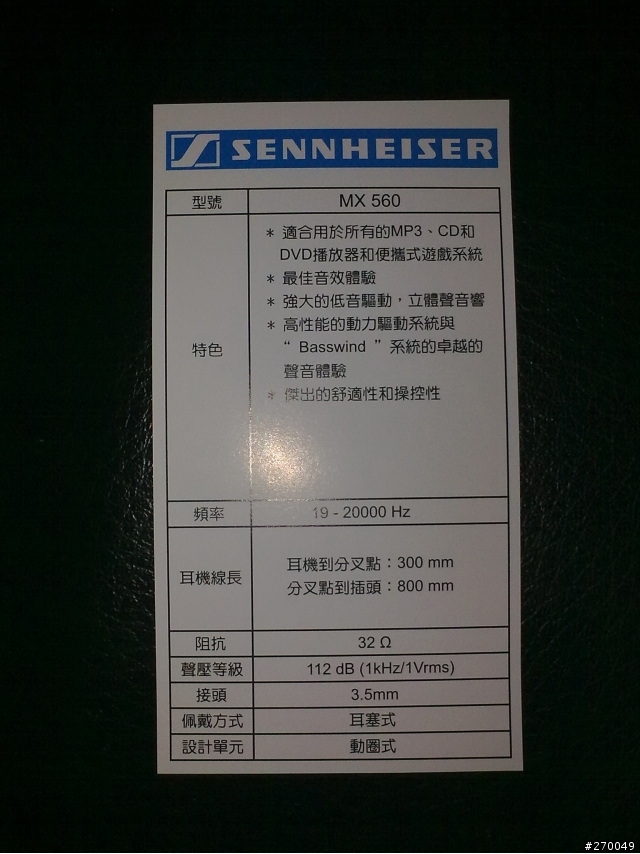 SENNHEISER
型號 MX 560
特色
* 適合用於所有的MP3、CD和
DVD播放器和便攜式遊戲系統
* 最佳音效體驗
* 強大的低音驅動，立體聲音響
* 高性能的動力驅動系統與
“ Basswind ” 系統的卓越的
聲音體驗
* 傑出的舒適性和操控性
頻率 19 - 20000 Hz
耳機線長
耳機到分叉點：300 mm
分叉點到插頭：800 mm
阻抗 32 Ω
聲壓等級 112 dB (1kHz/1Vrms)
接頭 3.5mm
佩戴方式 耳塞式
設計單元 動圈式
#270049